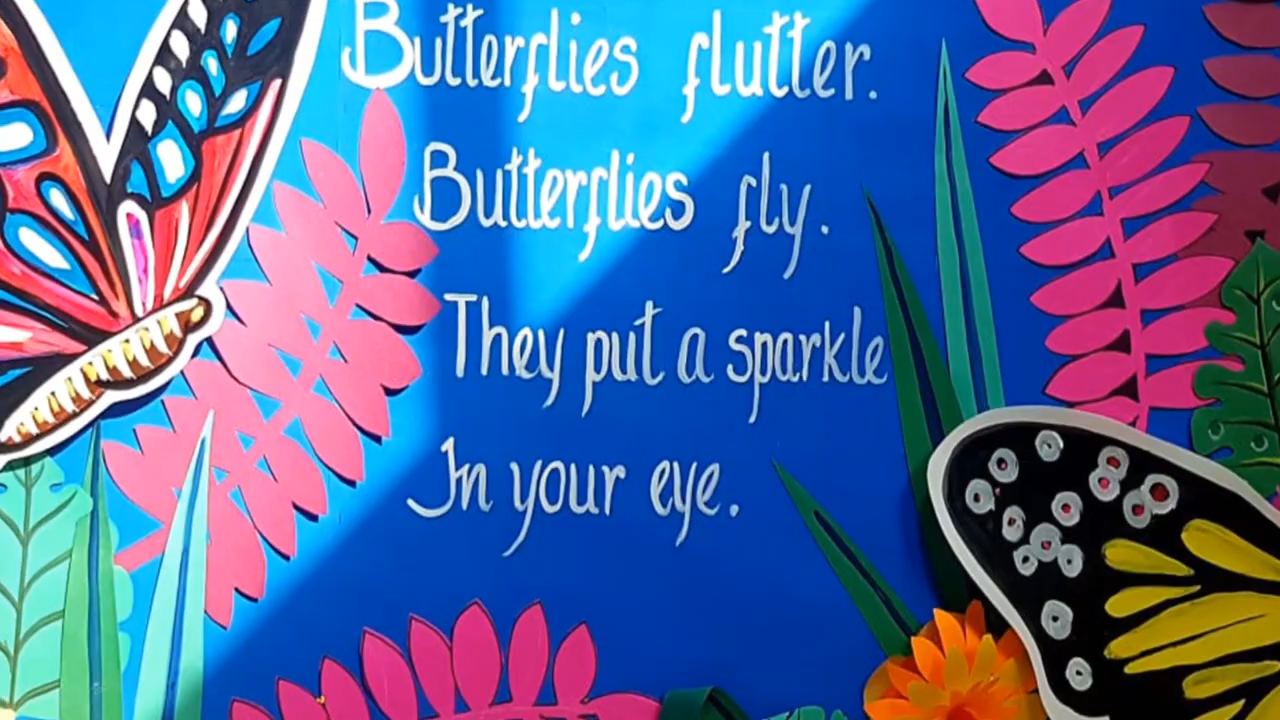 Butterflies flutter.
Butterflies fly.
They put a sparkle
In your eye.